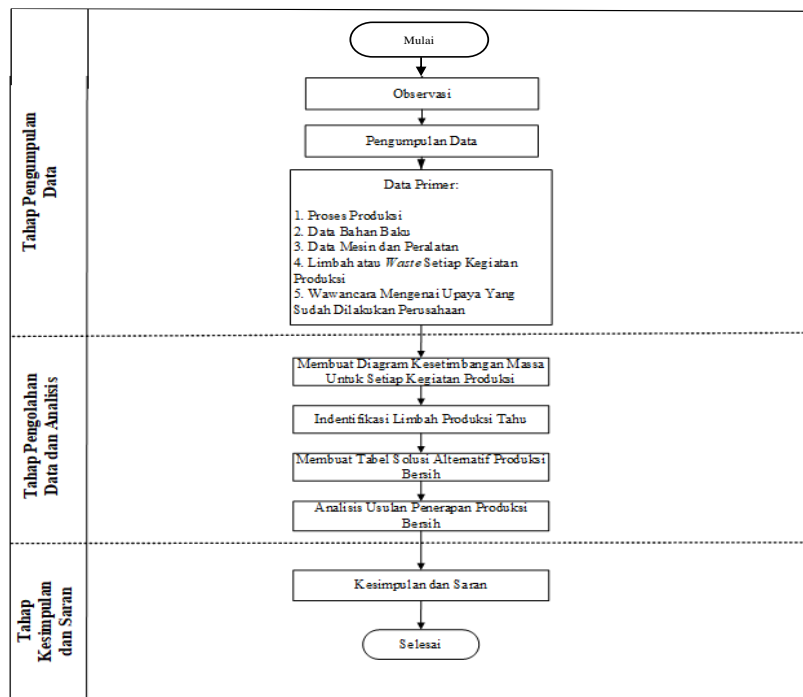 Tahap Pengumpulan
Data
Mulai
Observasi
Pengumpulan Data
Data Primer:
1. Proses Produksi
2. Data Bahan Baku
3. Data Mesin dan Peralatan
4. Limbah atau Waste Setiap Kegiatan
Produksi
5. Wawancara Mengenai Upaya Yang
Sudah Dilakukan Perusahaan
Tahap Pengolahan
Data dan Analisis
Membuat Diagram Kesetimbangan Massa
Untuk Setiap Kegiatan Produksi
Indentifikasi Limbah Produksi Tahu
Membuat Tabel Solusi Alternatif Produksi
Bersih
Analisis Usulan Penerapan Produksi
Bersih
Tahap
Kesimpulan
dan Saran
Kesimpulan dan Saran
Selesai